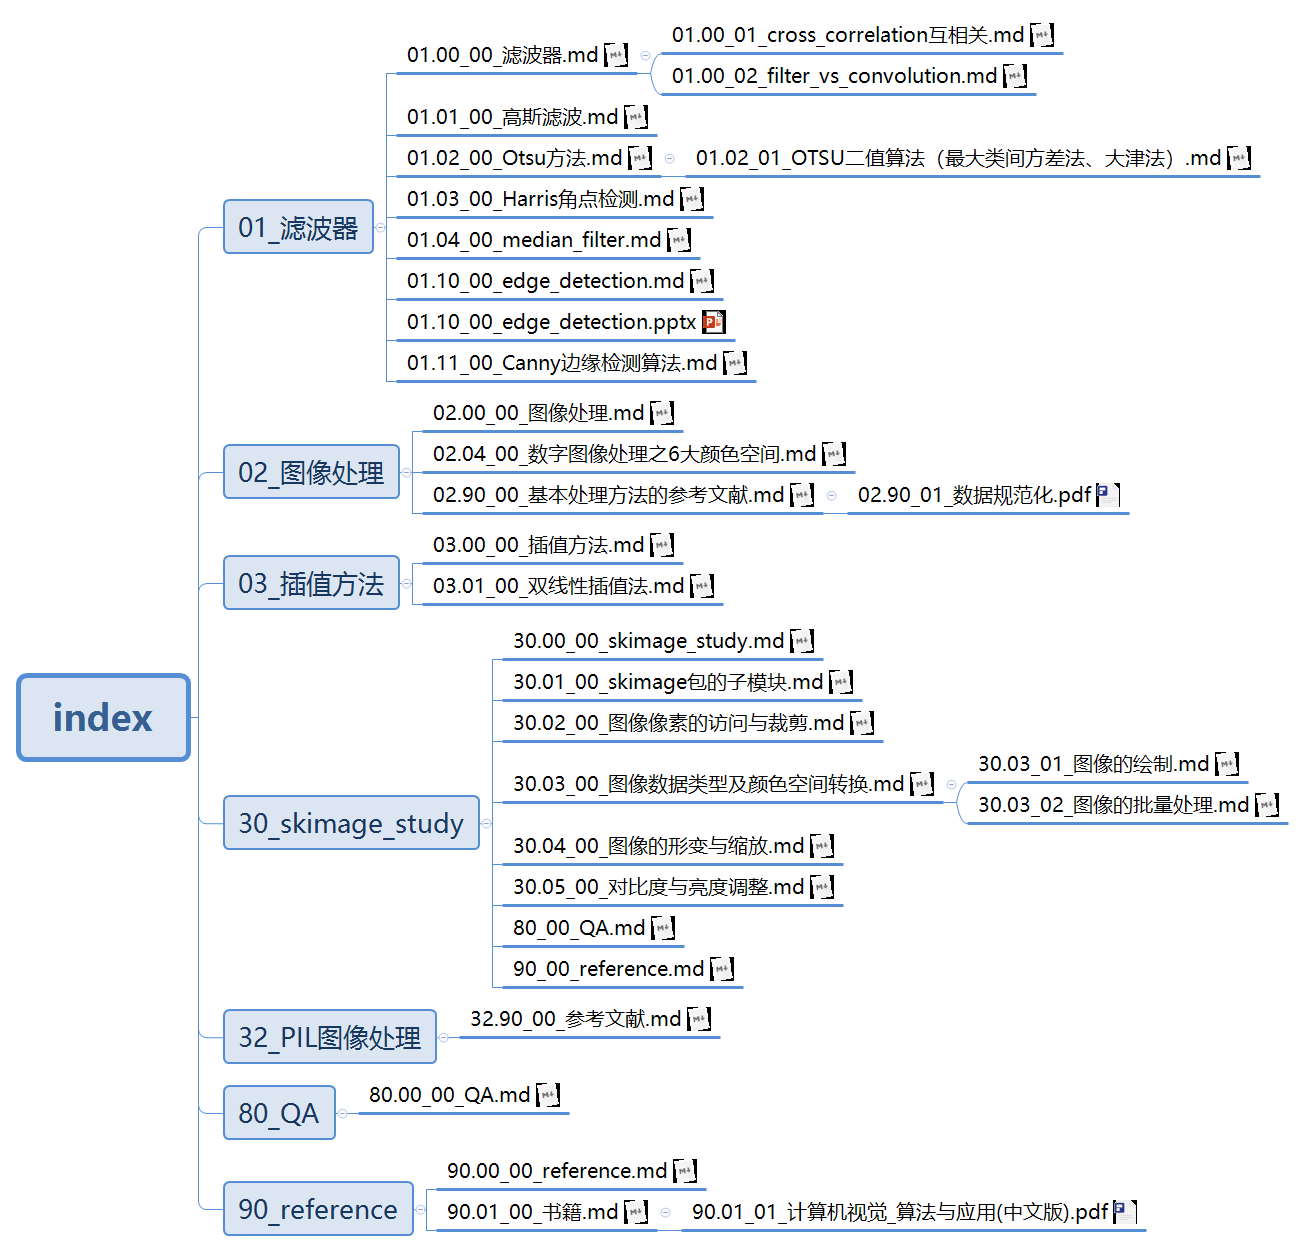 index
01_滤波器
01.00_00_滤波器.md
01.00_01_cross_correlation互相关.md
01.00_02_filter_vs_convolution.md
01.01_00_高斯滤波.md
01.02_00_Otsu方法.md
01.02_01_OTSU二值算法（最大类间方差法、大津法）.md
01.03_00_Harris角点检测.md
01.04_00_median_filter.md
01.10_00_edge_detection.md
01.10_00_edge_detection.pptx
01.11_00_Canny边缘检测算法.md
02_图像处理
02.00_00_图像处理.md
02.04_00_数字图像处理之6大颜色空间.md
02.90_00_基本处理方法的参考文献.md
02.90_01_数据规范化.pdf
03_插值方法
03.00_00_插值方法.md
03.01_00_双线性插值法.md
30_skimage_study
30.00_00_skimage_study.md
30.01_00_skimage包的子模块.md
30.02_00_图像像素的访问与裁剪.md
30.03_00_图像数据类型及颜色空间转换.md
30.03_01_图像的绘制.md
30.03_02_图像的批量处理.md
30.04_00_图像的形变与缩放.md
30.05_00_对比度与亮度调整.md
80_00_QA.md
90_00_reference.md
32_PIL图像处理
32.90_00_参考文献.md
80_QA
80.00_00_QA.md
90_reference
90.00_00_reference.md
90.01_00_书籍.md
90.01_01_计算机视觉_算法与应用(中文版).pdf